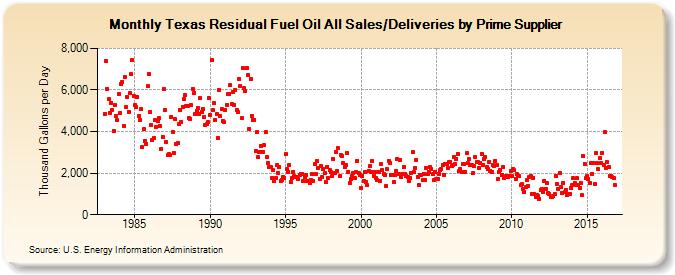 Monthly Texas Residual Fuel Oil All Sales/Deliveries by Prime Supplier
Thousand Gallons per Day
8,000
6,000
4,000
2,000
0
1985 1990 1995 2000 2005 2010 2015
Source: U.S. Energy Information Administration